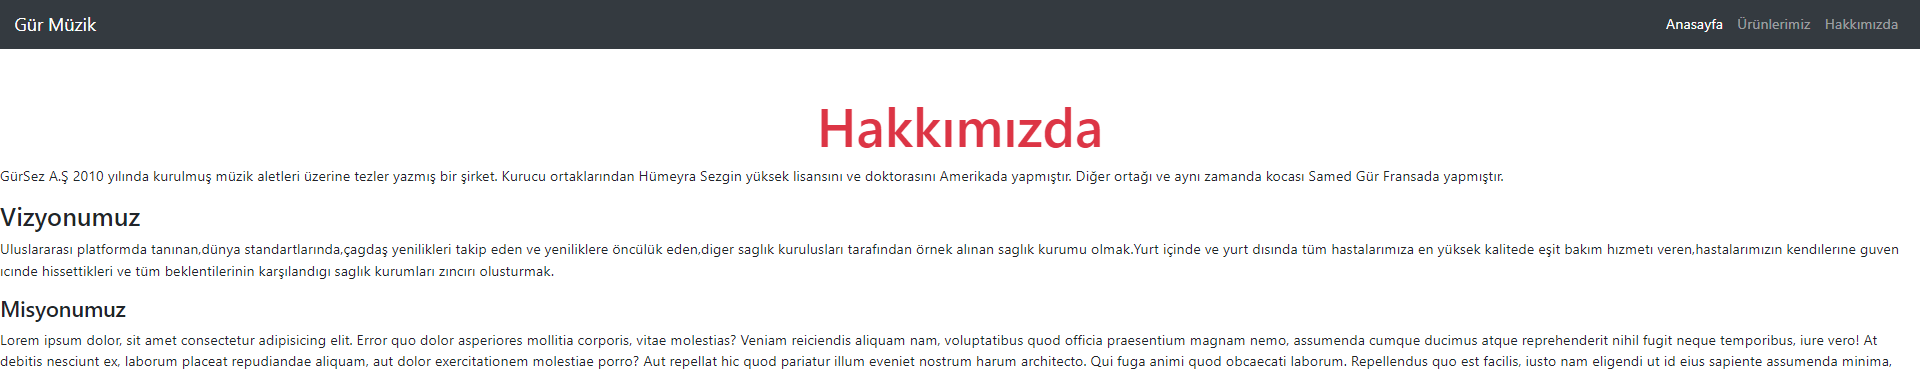 Gür Müzik
Anasayfa Ürünlerimiz Hakkımızda
Hakkımızda
GürSez A.Ş 2010 yılında kurulmuş müzik aletleri üzerine tezler yazmış bir şirket. Kurucu ortaklarından Hümeyra Sezgin yüksek lisansını ve doktorasını Amerikada yapmıştır. Diğer ortağı ve aynı zamanda kocası Samed Gür Fransada yapmıştır.
Vizyonumuz
Uluslararası platformda tanınan,dünya standartlarında,çagdaş yenilikleri takip eden ve yeniliklere öncülük eden,diger saglık kurulusları tarafından örnek alınan saglık kurumu olmak.Yurt içinde ve yurt dısında tüm hastalarımıza en yüksek kalitede eşit bakım hızmetı veren,hastalarımızın kendılerıne guven
ıcınde hissettikleri ve tüm beklentilerinin karşılandıgı saglık kurumları zıncırı olusturmak.
Misyonumuz
Lorem ipsum dolor, sit amet consectetur adipisicing elit. Error quo dolor asperiores mollitia corporis, vitae molestias? Veniam reiciendis aliquam nam, voluptatibus quod officia praesentium magnam nemo, assumenda cumque ducimus atque reprehenderit nihil fugit neque temporibus, iure vero! At
debitis nesciunt ex, laborum placeat repudiandae aliquam, aut dolor exercitationem molestiae porro? Aut repellat hic quod pariatur illum eveniet nostrum harum architecto. Qui fuga animi quod obcaecati laborum. Repellendus quo est facilis, iusto nam eligendi ut id eius sapiente assumenda minima,